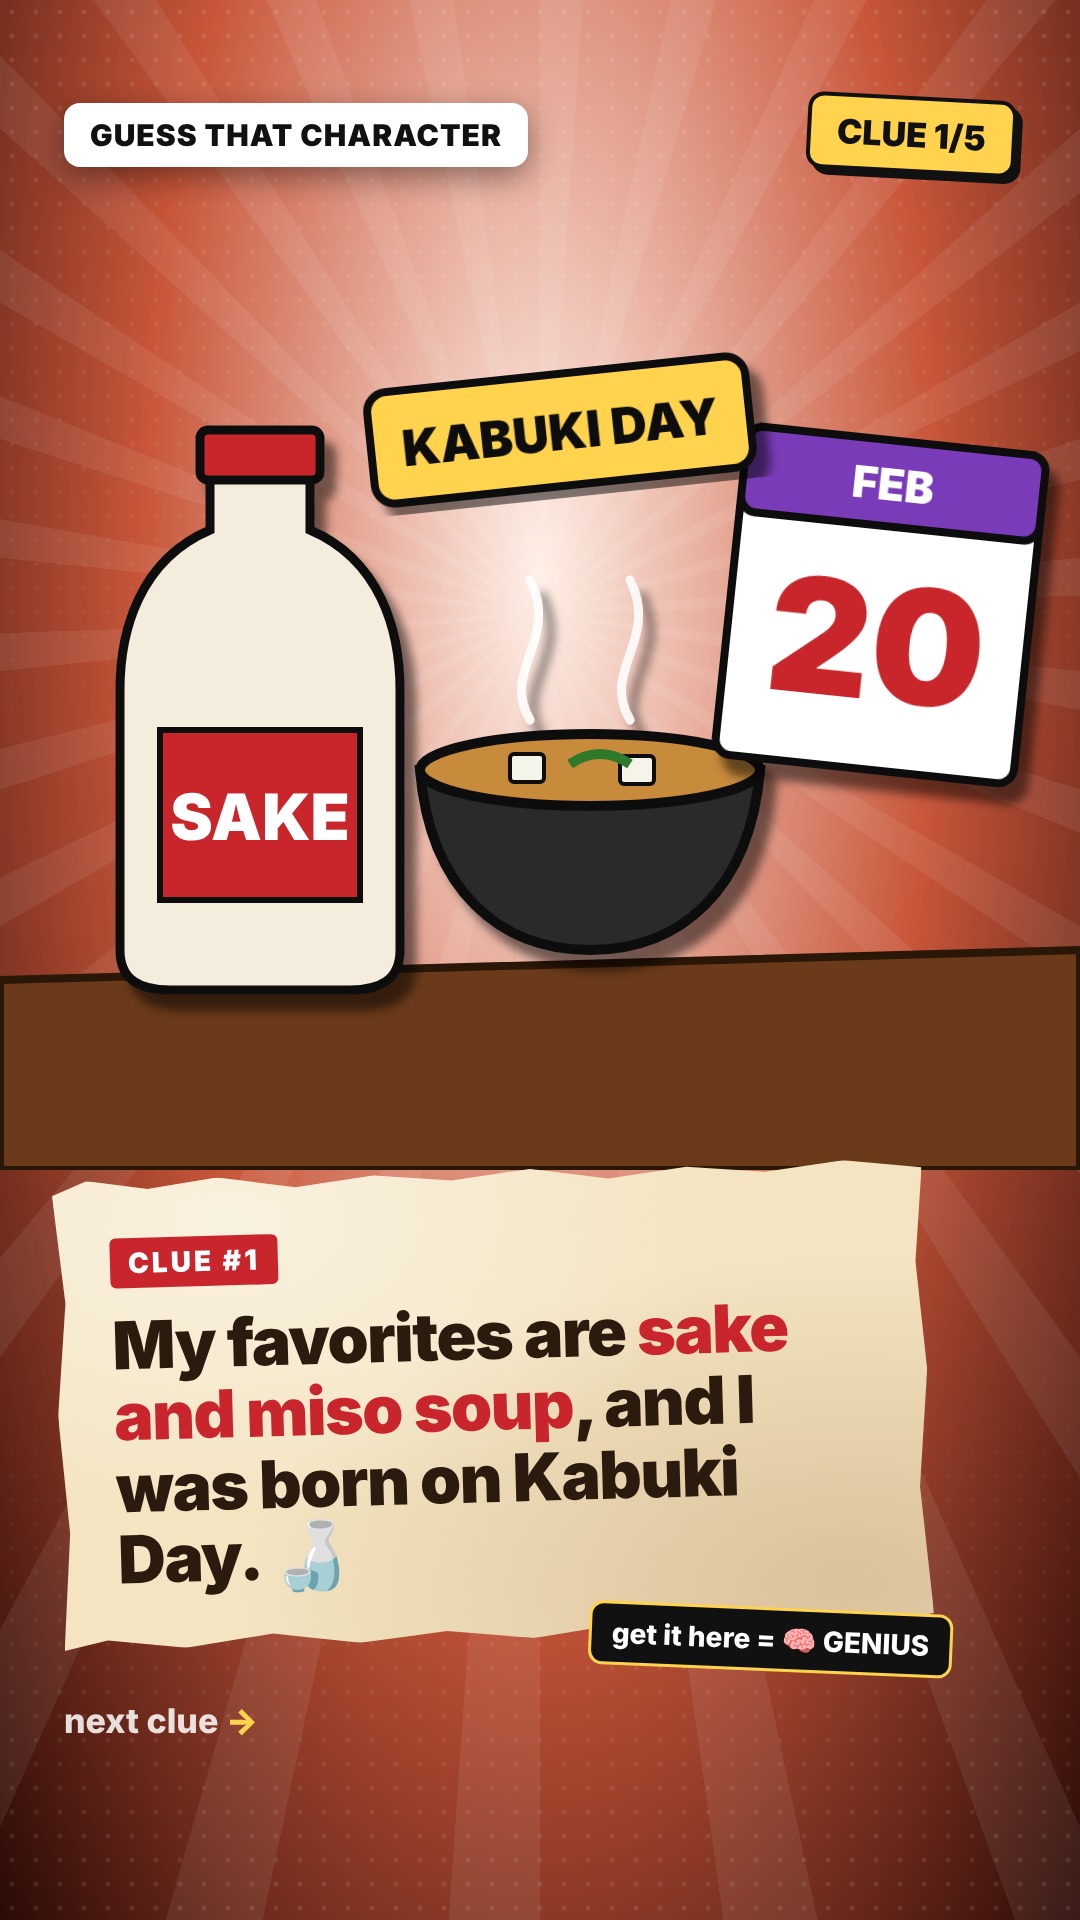 GUESS THAT CHARACTER
CLUE 1/5
KABUKI DAY
FEB
20
SAKE
CLUE #1
My favorites are sake
and miso soup, and I
was born on Kabuki
Day. 🍶
get it here = 🧠 GENIUS
next clue →